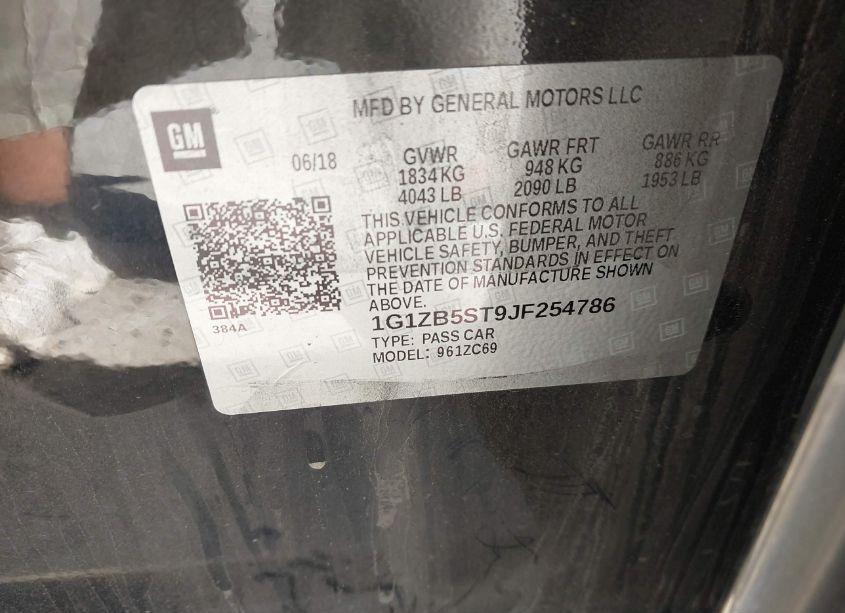 MFD BY GENERAL MOTORS LLC
GM
06/18
GVWR
1834 KG
4043 LB
GAWR FRT
948 KG
2090 LB
GAWR RR
886 KG
1953 LB
THIS VEHICLE CONFORMS TO ALL
APPLICABLE U.S. FEDERAL MOTOR
VEHICLE SAFETY, BUMPER, AND THEFT
PREVENTION STANDARDS IN EFFECT ON
THE DATE OF MANUFACTURE SHOWN
ABOVE.
384A
1G1ZB5ST9JF254786
TYPE: PASS CAR
MODEL: 961ZC69